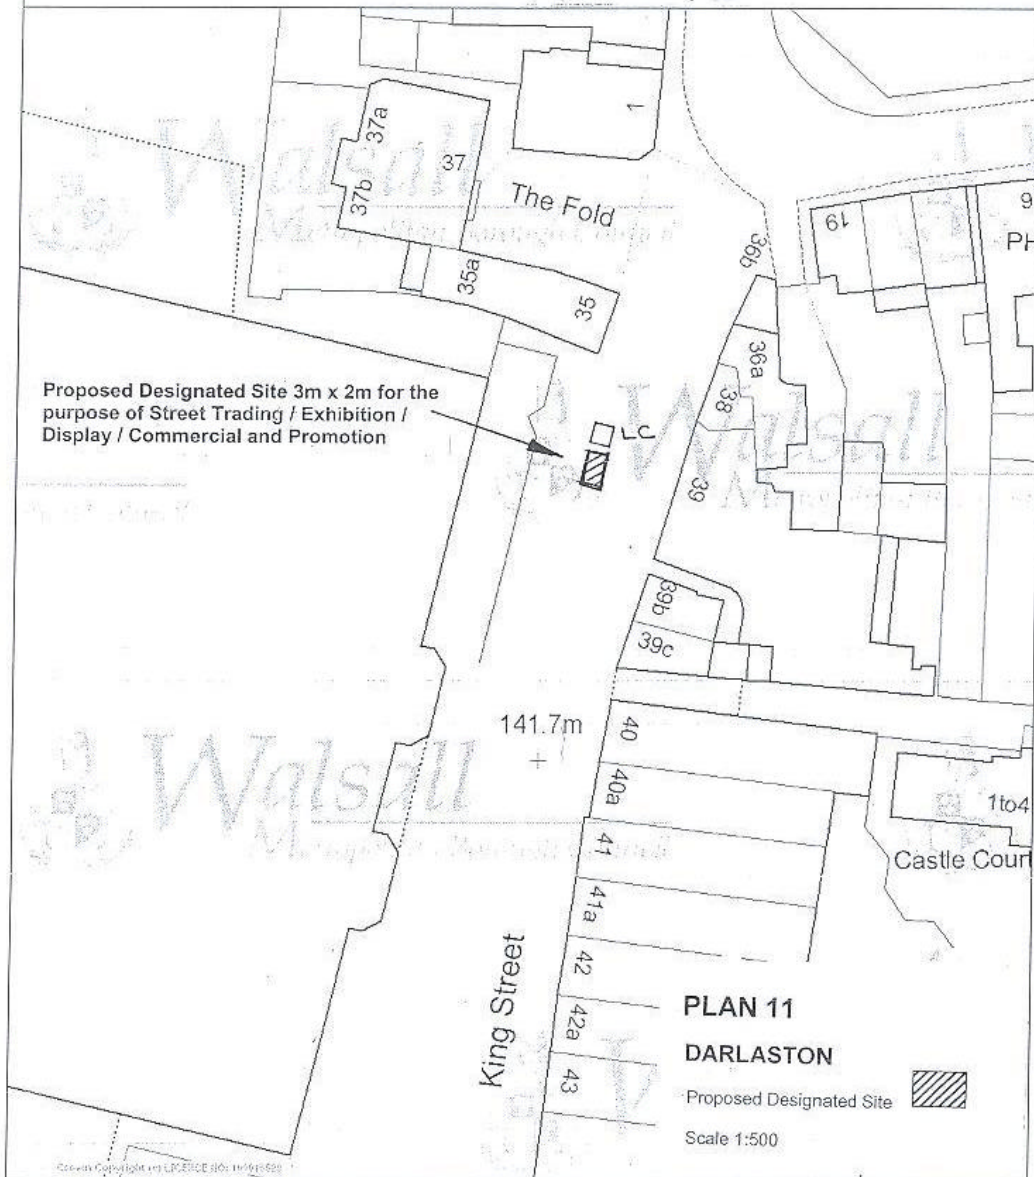 1
37a
37
37b
The Fold
36b
19
PH
35a
35
36a
38
Proposed Designated Site 3m x 2m for the
purpose of Street Trading / Exhibition /
Display / Commercial and Promotion
LC
Walsall
Walsall
39
39b
39c
141.7m
40
Walsall
40a
1to4
41
Castle Court
41a
42
King Street
42a
43
PLAN 11
DARLASTON
Proposed Designated Site
Scale 1:500